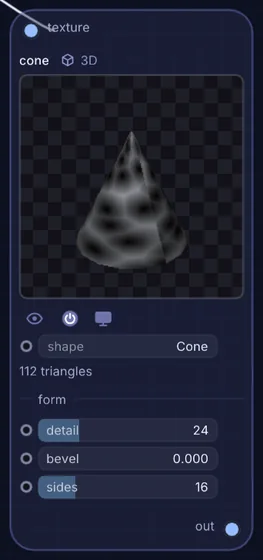 texture
cone 3D
shape Cone
112 triangles
form
detail 24
bevel 0.000
sides 16
out